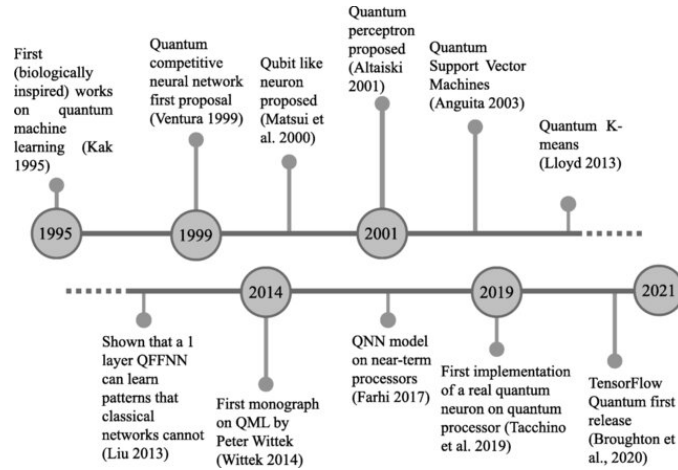 First
(biologically
inspired) works
on quantum
machine
learning (Kak
1995)
Quantum
competitive
neural network
first proposal
(Ventura 1999)
Qubit like
neuron
proposed
(Matsui et
al. 2000)
Quantum
perceptron
proposed
(Altaiski
2001)
Quantum
Support Vector
Machines
(Anguita 2003)
Quantum K-
means
(Lloyd 2013)
1995
1999
2001
2014
2019
2021
Shown that a 1
layer QFFNN
can learn
patterns that
classical
networks cannot
(Liu 2013)
First monograph
on QML by
Peter Wittek
(Wittek 2014)
QNN model
on near-term
processors
(Farhi 2017)
First implementation
of a real quantum
neuron on quantum
processor (Tacchino
et al. 2019)
TensorFlow
Quantum first
release
(Broughton et
al., 2020)